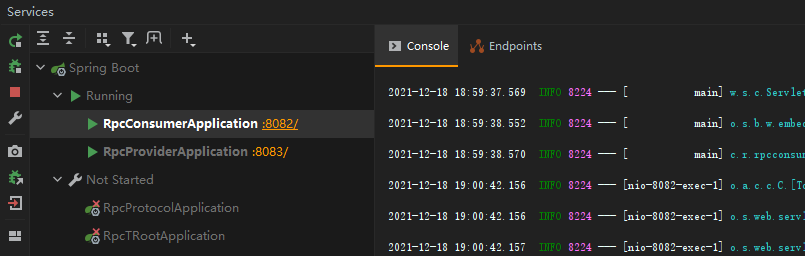 Services
Console
Endpoints
Spring Boot
Running
RpcConsumerApplication :8082/
RpcProviderApplication :8083/
Not Started
RpcProtocolApplication
RpcTRootApplication
2021-12-18 18:59:37.569 INFO 8224 --- [ main] w.s.c.Servlet
2021-12-18 18:59:38.552 INFO 8224 --- [ main] o.s.b.w.embed
2021-12-18 18:59:38.570 INFO 8224 --- [ main] c.r.rpcconsum
2021-12-18 19:00:42.156 INFO 8224 --- [nio-8082-exec-1] o.a.c.c.C.[To
2021-12-18 19:00:42.156 INFO 8224 --- [nio-8082-exec-1] o.s.web.servl
2021-12-18 19:00:42.157 INFO 8224 --- [nio-8082-exec-1] o.s.web.servl